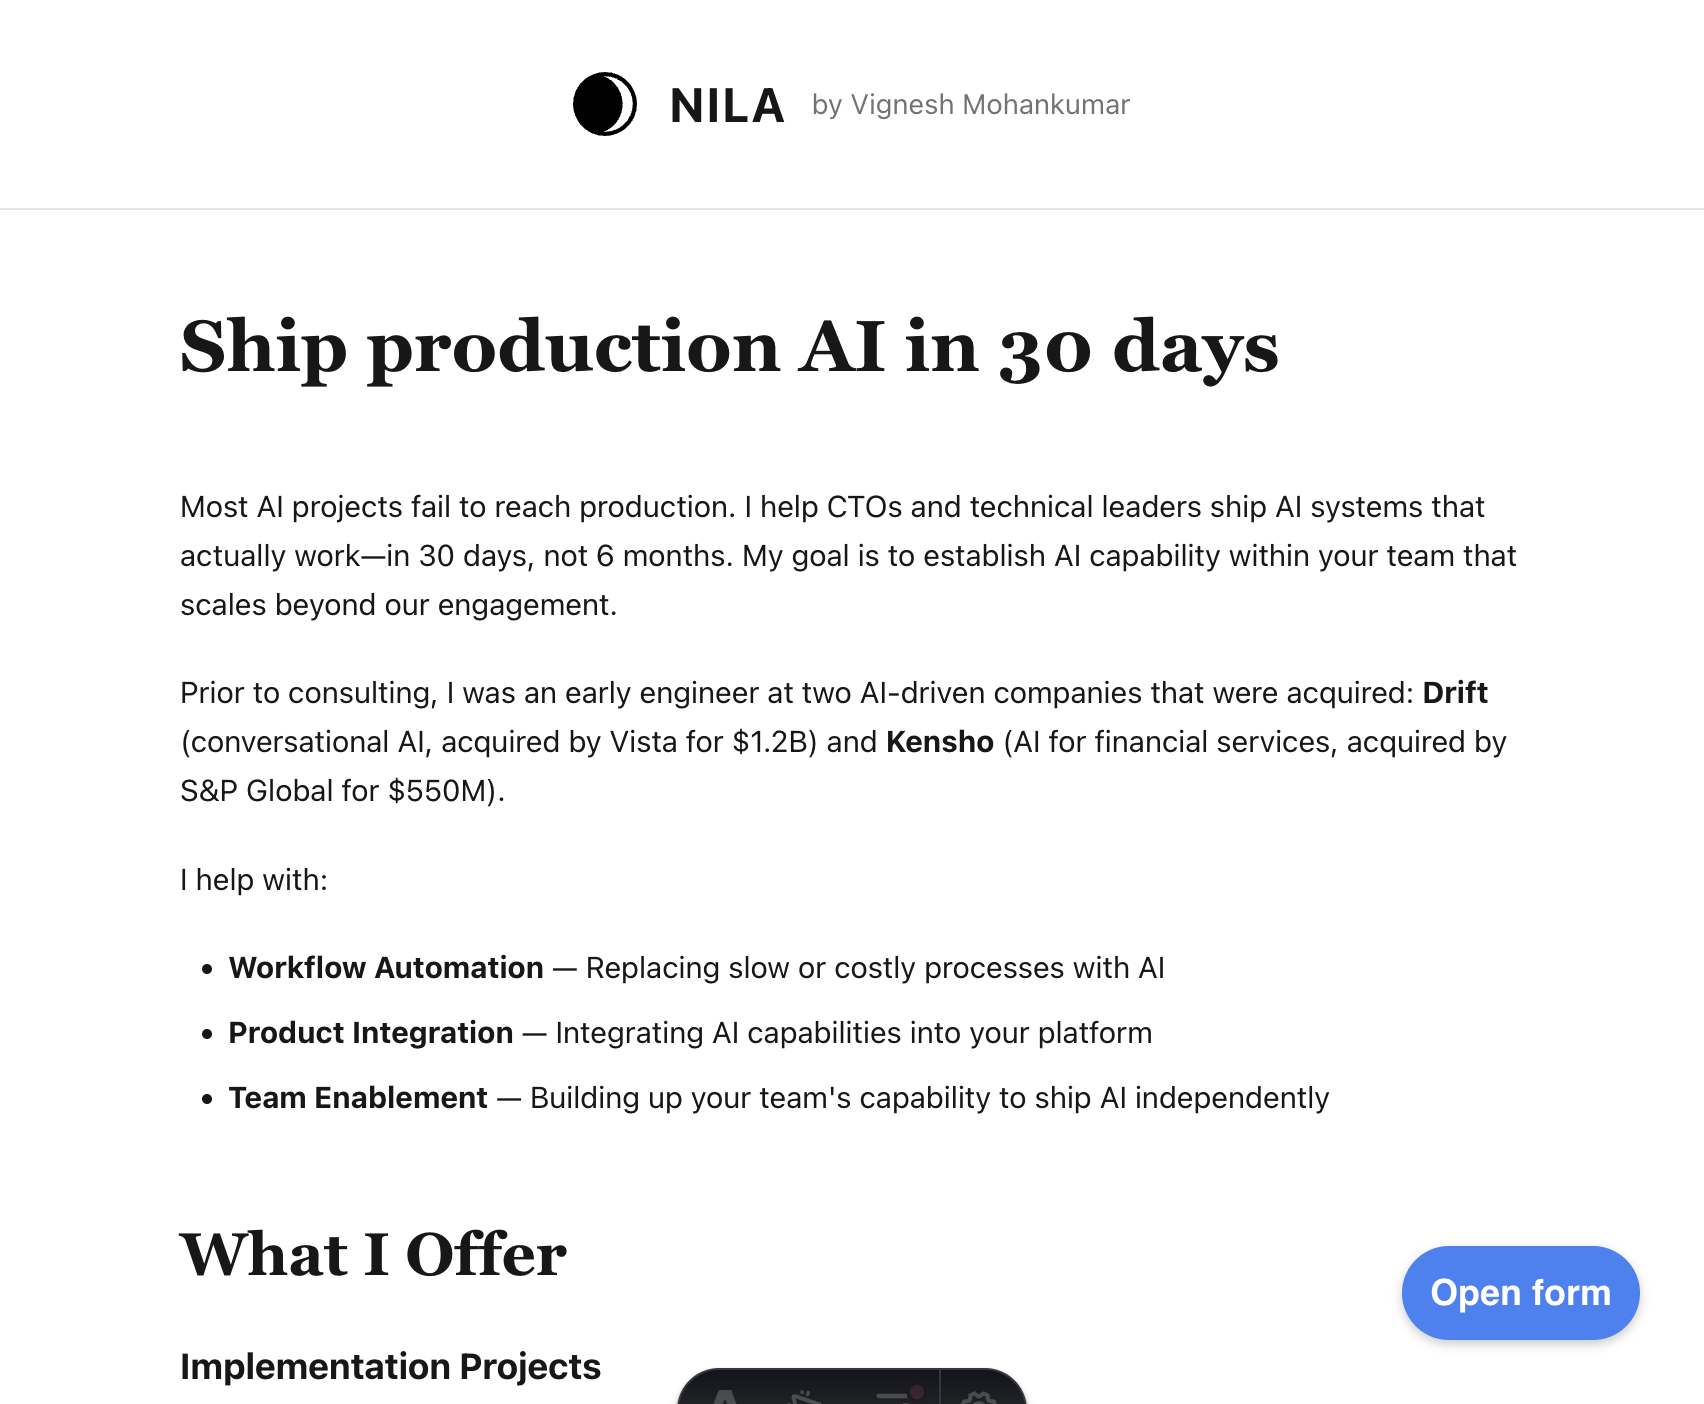 NILA by Vignesh Mohankumar
Ship production AI in 30 days
Most AI projects fail to reach production. I help CTOs and technical leaders ship AI systems that
actually work—in 30 days, not 6 months. My goal is to establish AI capability within your team that
scales beyond our engagement.
Prior to consulting, I was an early engineer at two AI-driven companies that were acquired: Drift
(conversational AI, acquired by Vista for $1.2B) and Kensho (AI for financial services, acquired by
S&P Global for $550M).
I help with:
• Workflow Automation — Replacing slow or costly processes with AI
• Product Integration — Integrating AI capabilities into your platform
• Team Enablement — Building up your team's capability to ship AI independently
What I Offer
Open form
Implementation Projects